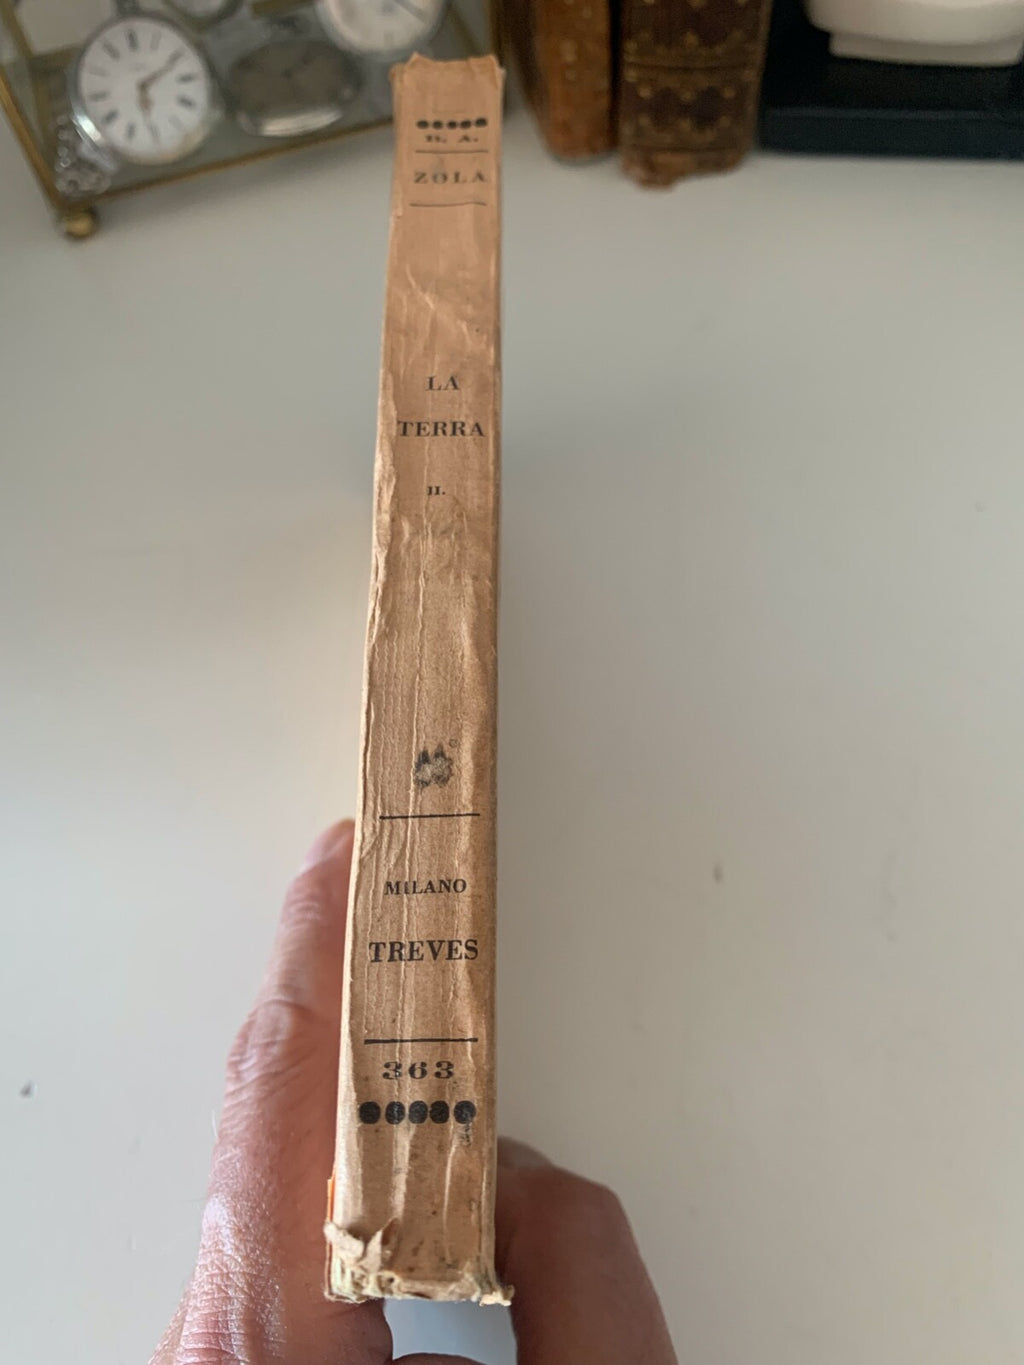 B. A.
ZOLA
LA
TERRA
II.
MILANO
TREVES
363